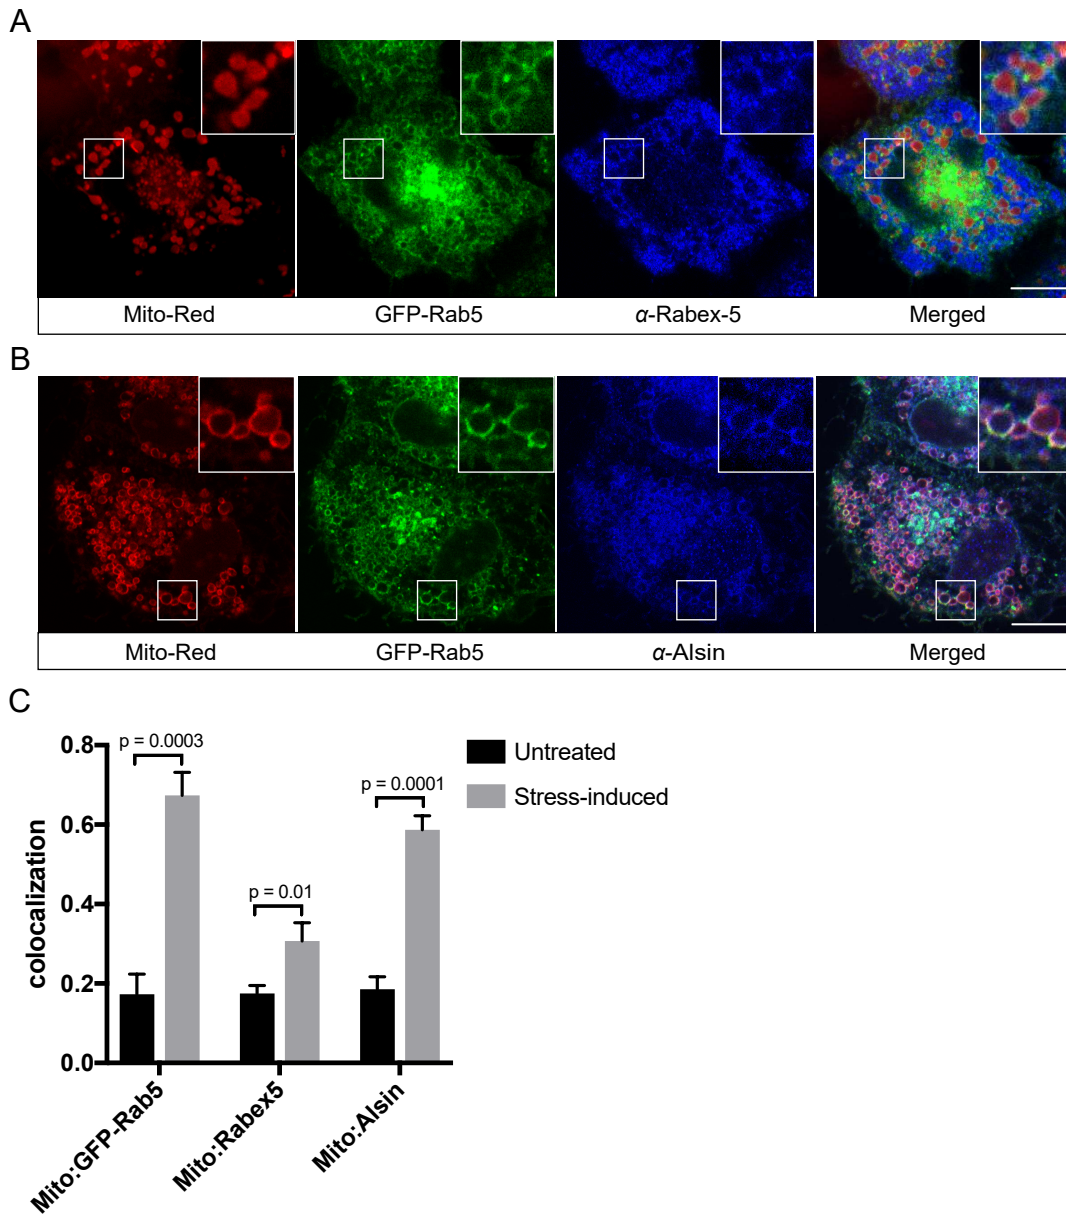 A
Mito-Red GFP-Rab5 α-Rabex-5 Merged
B
Mito-Red GFP-Rab5 α-Alsin Merged
C
colocalization
0.8
0.6
0.4
0.2
0.0
p = 0.0003
p = 0.01
p = 0.0001
Untreated
Stress-induced
Mito:GFP-Rab5
Mito:Rabex5
Mito:Alsin